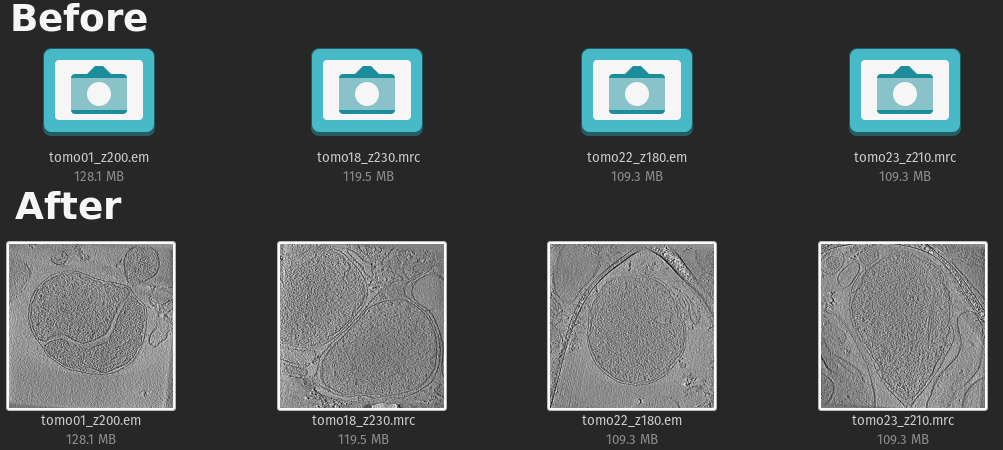 Before
tomo01_z200.em
tomo18_z230.mrc
tomo22_z180.em
tomo23_z210.mrc
128.1 MB
119.5 MB
109.3 MB
109.3 MB
After
tomo01_z200.em
tomo18_z230.mrc
tomo22_z180.em
tomo23_z210.mrc
128.1 MB
119.5 MB
109.3 MB
109.3 MB